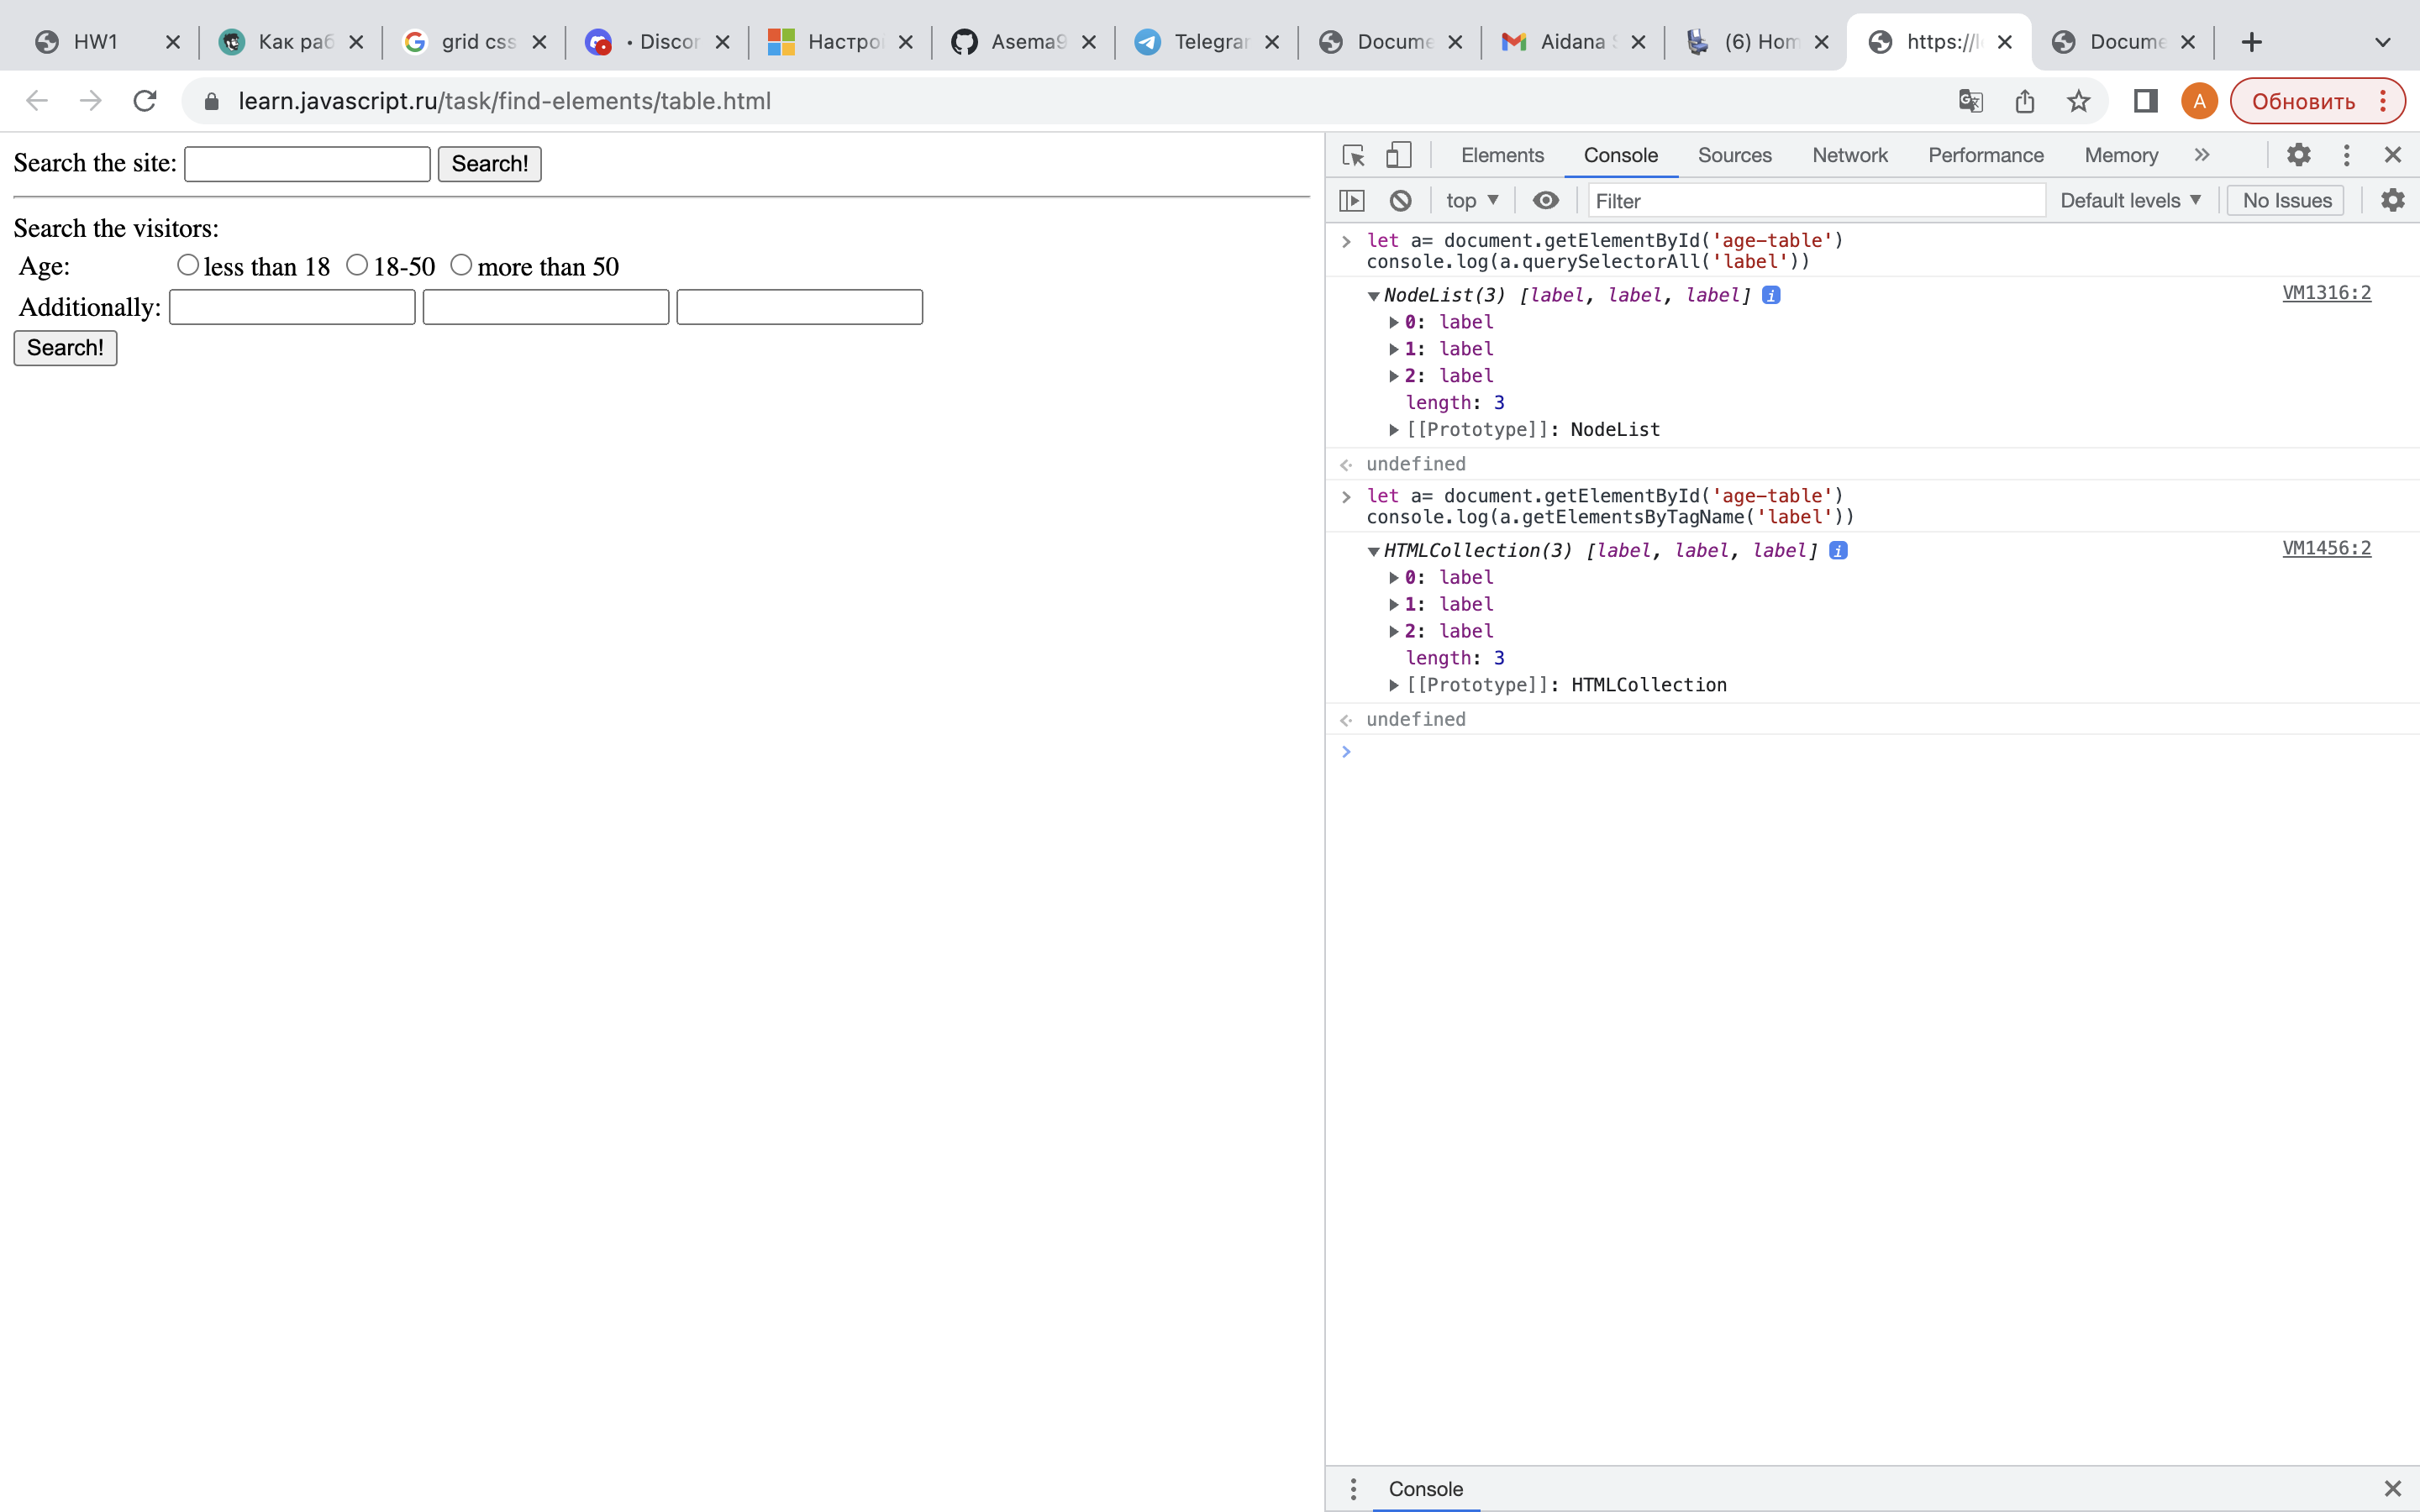 HW1
Как раб
grid css
• Discor
Настро
Asema9
Telegrar
Docume
Aidana
(6) Hom
https://l
Docume
learn.javascript.ru/task/find-elements/table.html
A
Обновить
Search the site: Search!
Search the visitors:
Age: less than 18 18-50 more than 50
Additionally:
Search!
Elements Console Sources Network Performance Memory »
top ▼ Filter Default levels ▼ No Issues
let a= document.getElementById('age-table')
console.log(a.querySelectorAll('label'))
NodeList(3) [label, label, label] i VM1316:2
0: label
1: label
2: label
length: 3
[[Prototype]]: NodeList
undefined
let a= document.getElementById('age-table')
console.log(a.getElementsByTagName('label'))
HTMLCollection(3) [label, label, label] i VM1456:2
0: label
1: label
2: label
length: 3
[[Prototype]]: HTMLCollection
undefined
Console